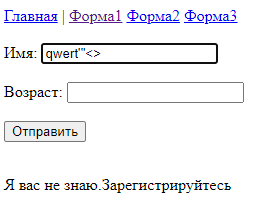 Главная | Форма1 Форма2 Форма3
Имя: qwert'"<>
Возраст:
Отправить
Я вас не знаю.Зарегистрируйтесь